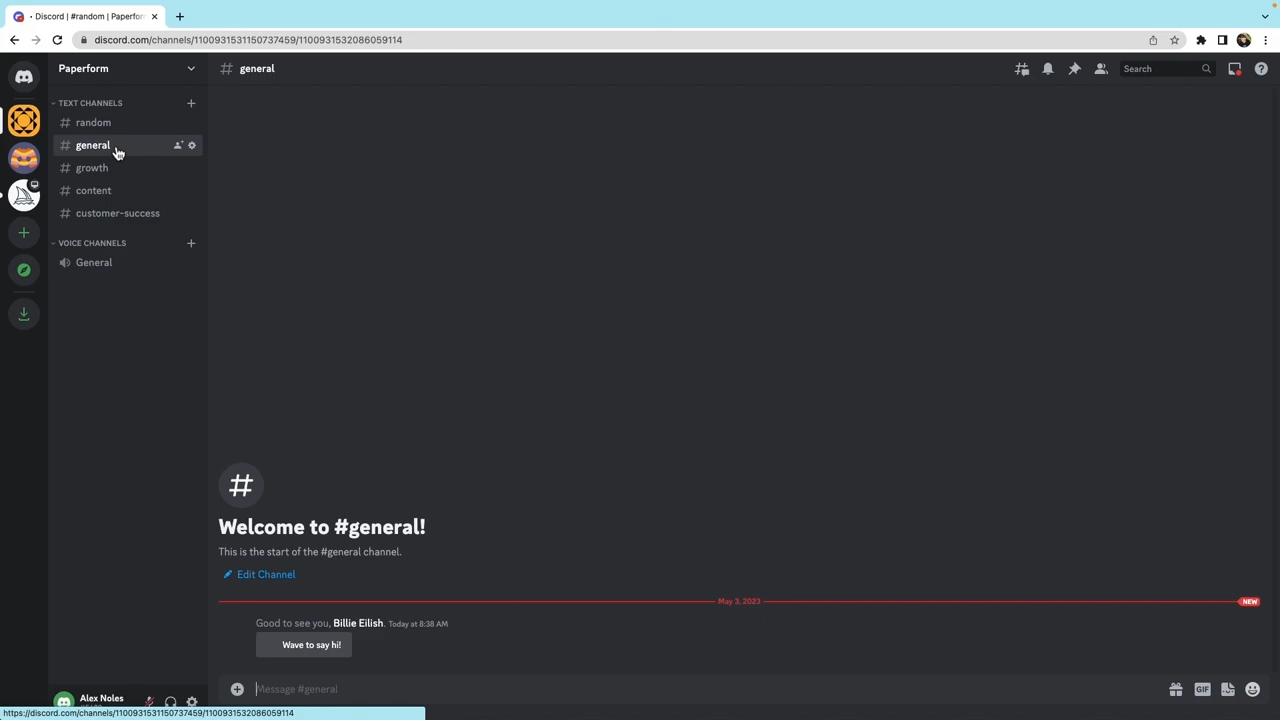 Discord | #random | Paperfor
discord.com/channels/1100931531150737459/1100931532086059114
Paperform
# general
Search
TEXT CHANNELS
random
general
growth
content
customer-success
VOICE CHANNELS
General
Welcome to #general!
This is the start of the #general channel.
Edit Channel
May 3, 2023
NEW
Good to see you, Billie Eilish. Today at 8:38 AM
Wave to say hi!
Message #general
GIF
Alex Noles
https://discord.com/channels/1100931531150737459/1100931532086059114